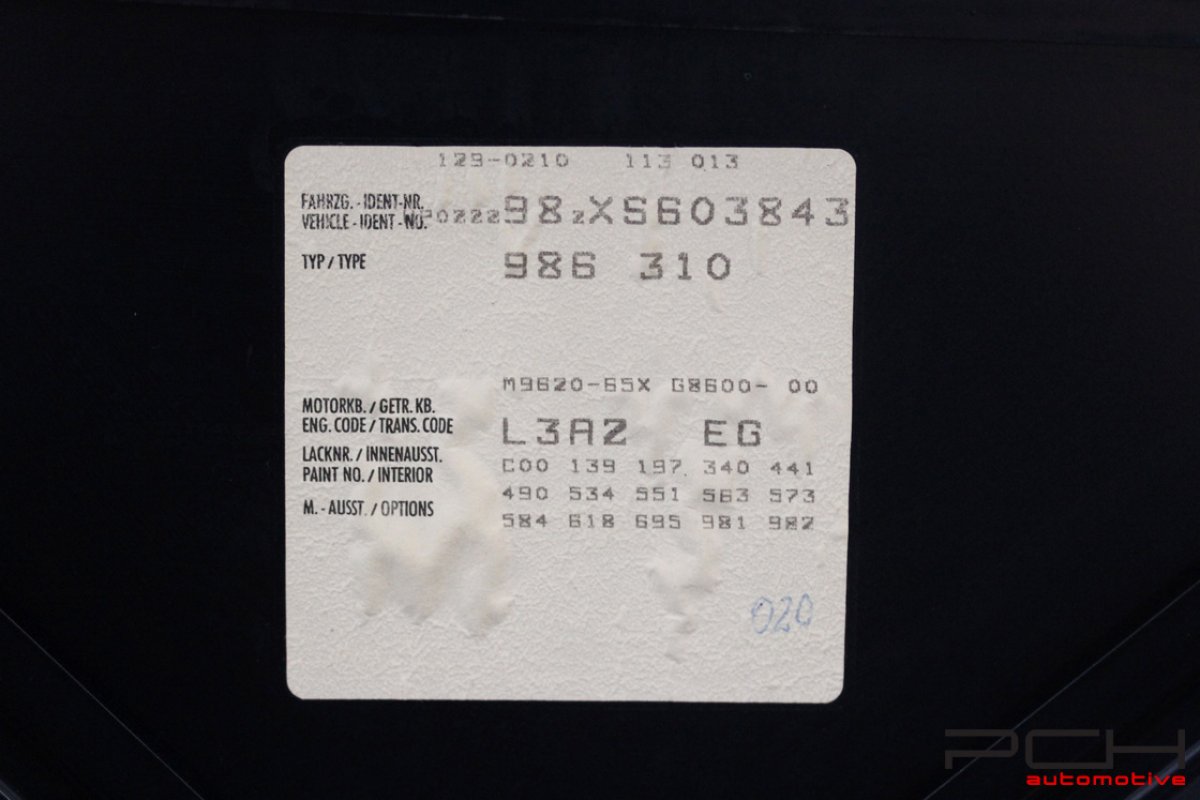 129-0210 113 013
FAHRZG. - IDENT-NR.
VEHICLE - IDENT - NO. P0ZZZ98ZXS603843
TYP / TYPE 986 310
M9620-65X G8600- 00
MOTORKB. / GETR. KB.
ENG. CODE / TRANS. CODE L3AZ EG
LACKNR. / INNENAUSST. C00 139 197 340 441
PAINT NO. / INTERIOR
490 534 551 563 573
M. - AUSST. / OPTIONS
584 618 695 981 982
020
PCH
automotive